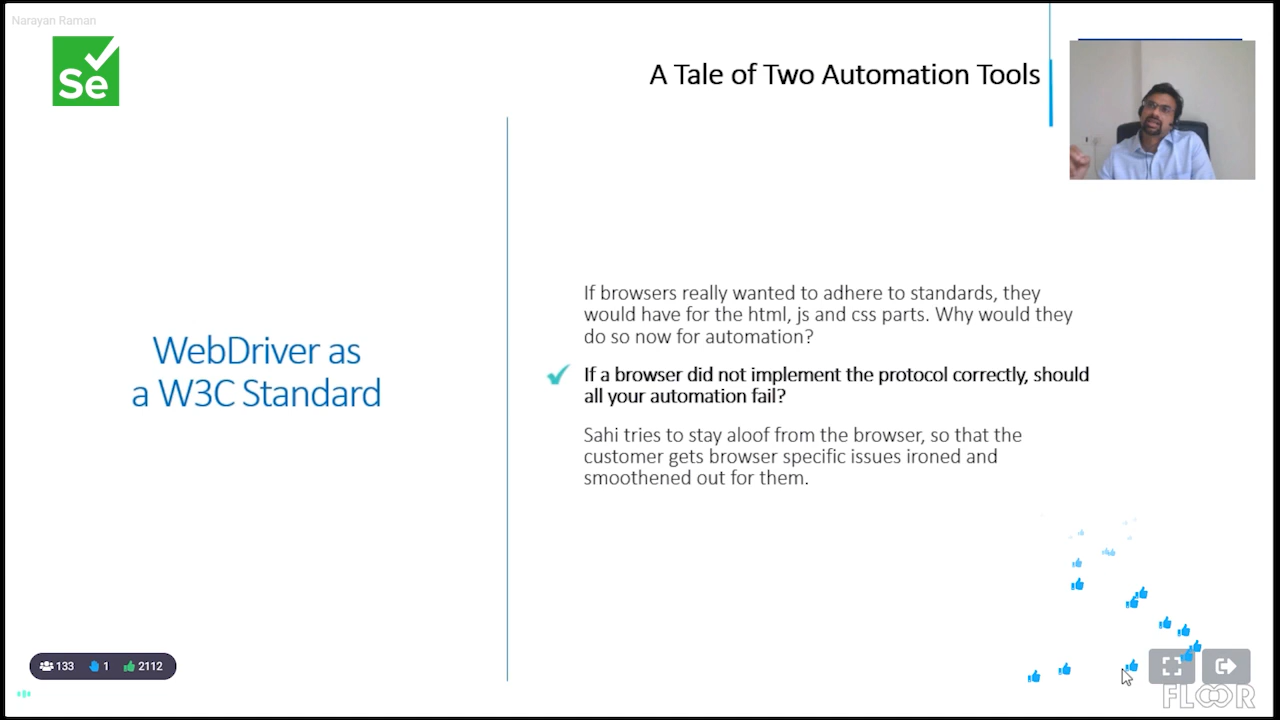 Narayan Raman
Se
A Tale of Two Automation Tools
WebDriver as
a W3C Standard
If browsers really wanted to adhere to standards, they
would have for the html, js and css parts. Why would they
do so now for automation?
If a browser did not implement the protocol correctly, should
all your automation fail?
Sahi tries to stay aloof from the browser, so that the
customer gets browser specific issues ironed and
smoothened out for them.
133 1 2112
FLOOR